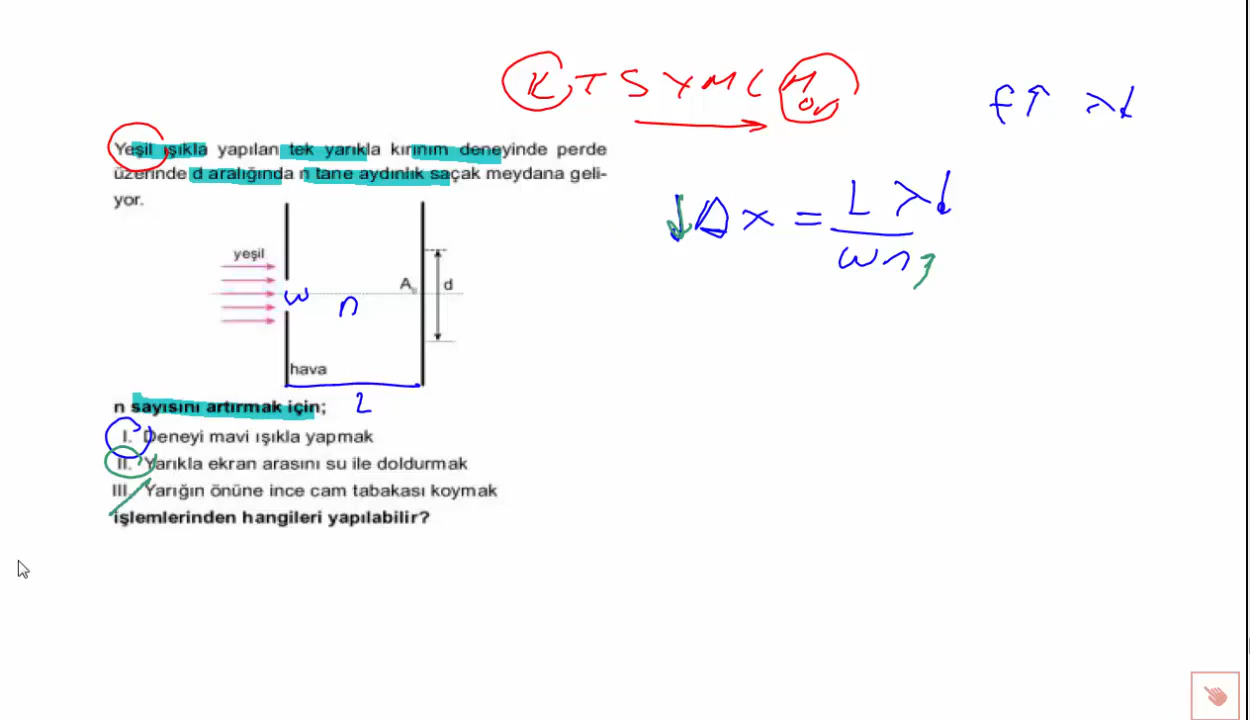 K T S Y M L M
or
f↑ λ↓
Yeşil ışıkla yapılan tek yarıkla kırınım deneyinde perde
üzerinde d aralığında n tane aydınlık saçak meydana geli-
yor.
↓Δx = Lλ↓
wn
yeşil
w
n
A₀
d
hava
L
n sayısını artırmak için;
I. Deneyi mavi ışıkla yapmak
II. Yarıkla ekran arasını su ile doldurmak
III. Yarığın önüne ince cam tabakası koymak
işlemlerinden hangileri yapılabilir?